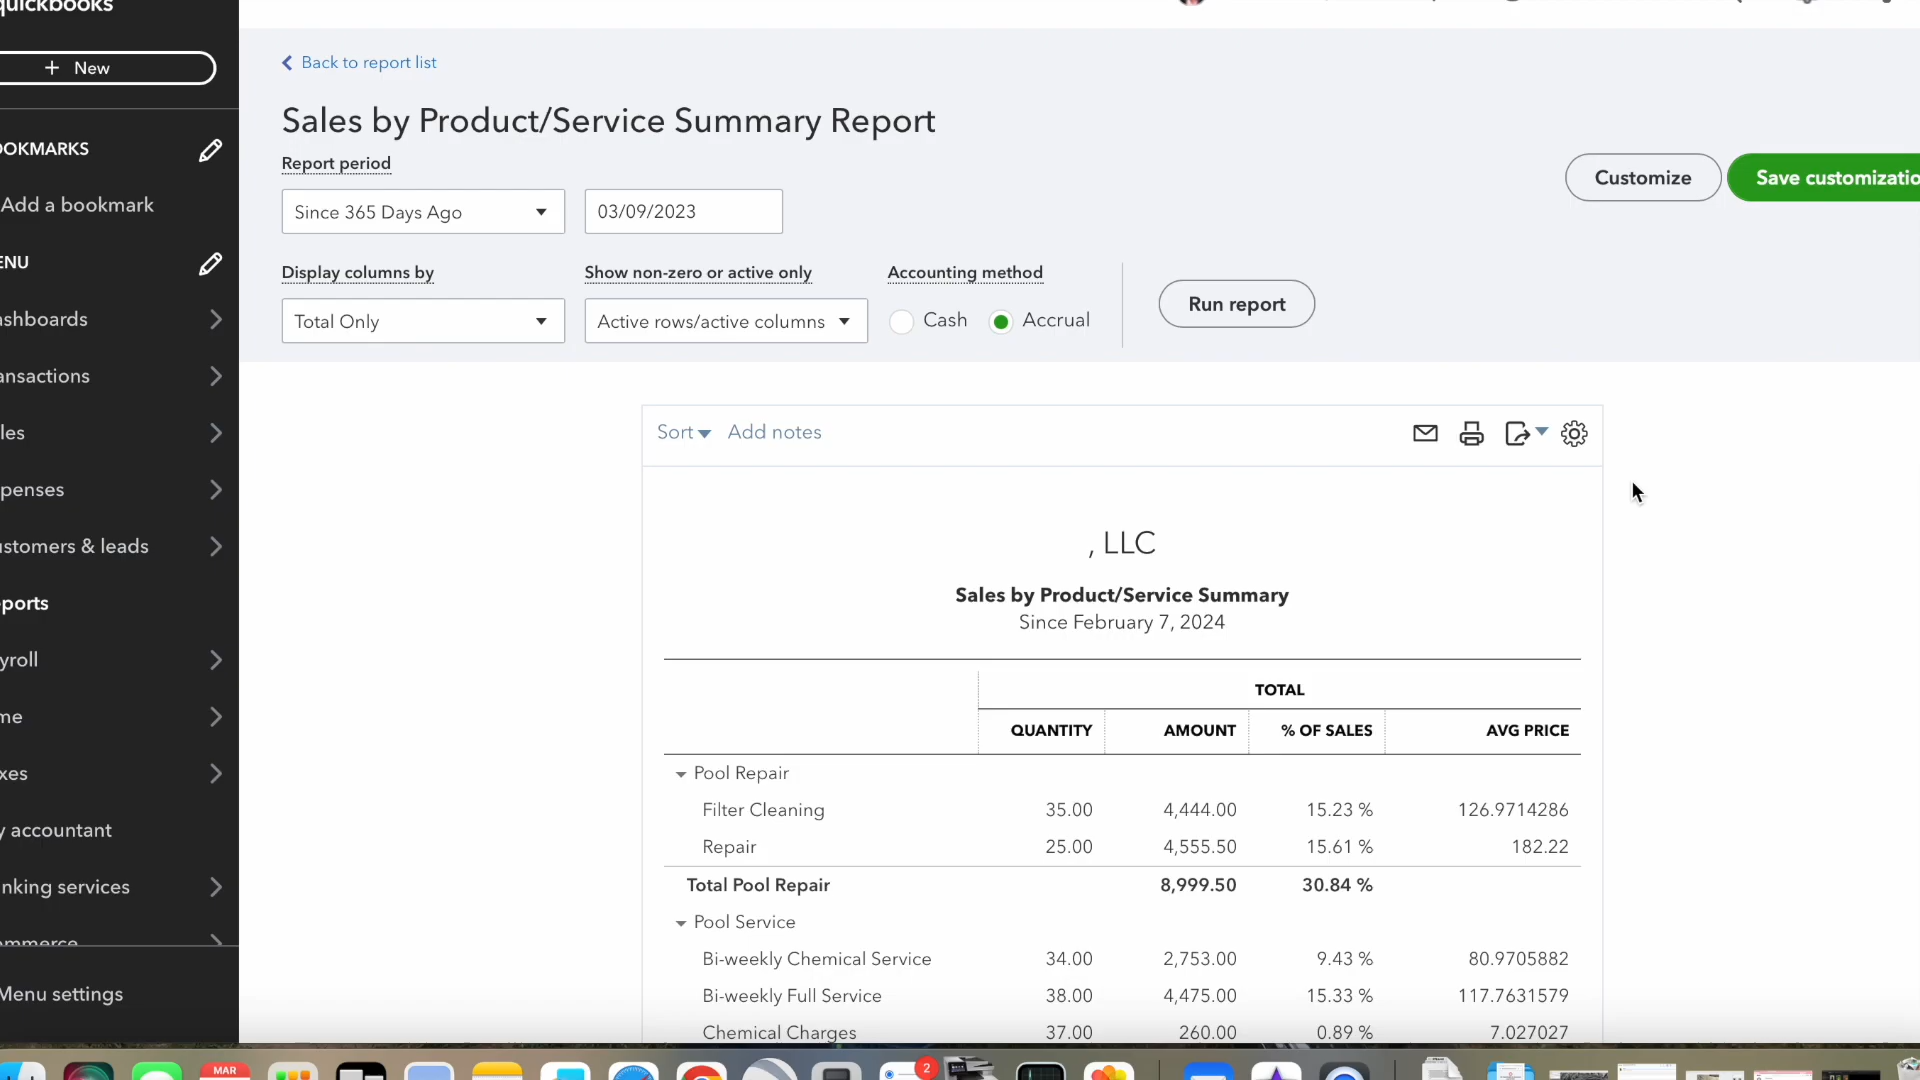 quickbooks
+ New
Back to report list
Sales by Product/Service Summary Report
OOKMARKS
Report period
Customize
Save customizatio
Add a bookmark
Since 365 Days Ago
03/09/2023
ENU
Display columns by
Show non-zero or active only
Accounting method
ashboards
Total Only
Active rows/active columns
Cash
Accrual
Run report
ansactions
les
Sort
Add notes
penses
ustomers & leads
, LLC
ports
Sales by Product/Service Summary
Since February 7, 2024
yroll
TOTAL
me
QUANTITY AMOUNT % OF SALES AVG PRICE
xes
Pool Repair
Filter Cleaning 35.00 4,444.00 15.23 % 126.9714286
y accountant
Repair 25.00 4,555.50 15.61 % 182.22
nking services
Total Pool Repair 8,999.50 30.84 %
Pool Service
ommerce
Bi-weekly Chemical Service 34.00 2,753.00 9.43 % 80.9705882
Menu settings
Bi-weekly Full Service 38.00 4,475.00 15.33 % 117.7631579
Chemical Charges 37.00 260.00 0.89 % 7.027027
MAR
2